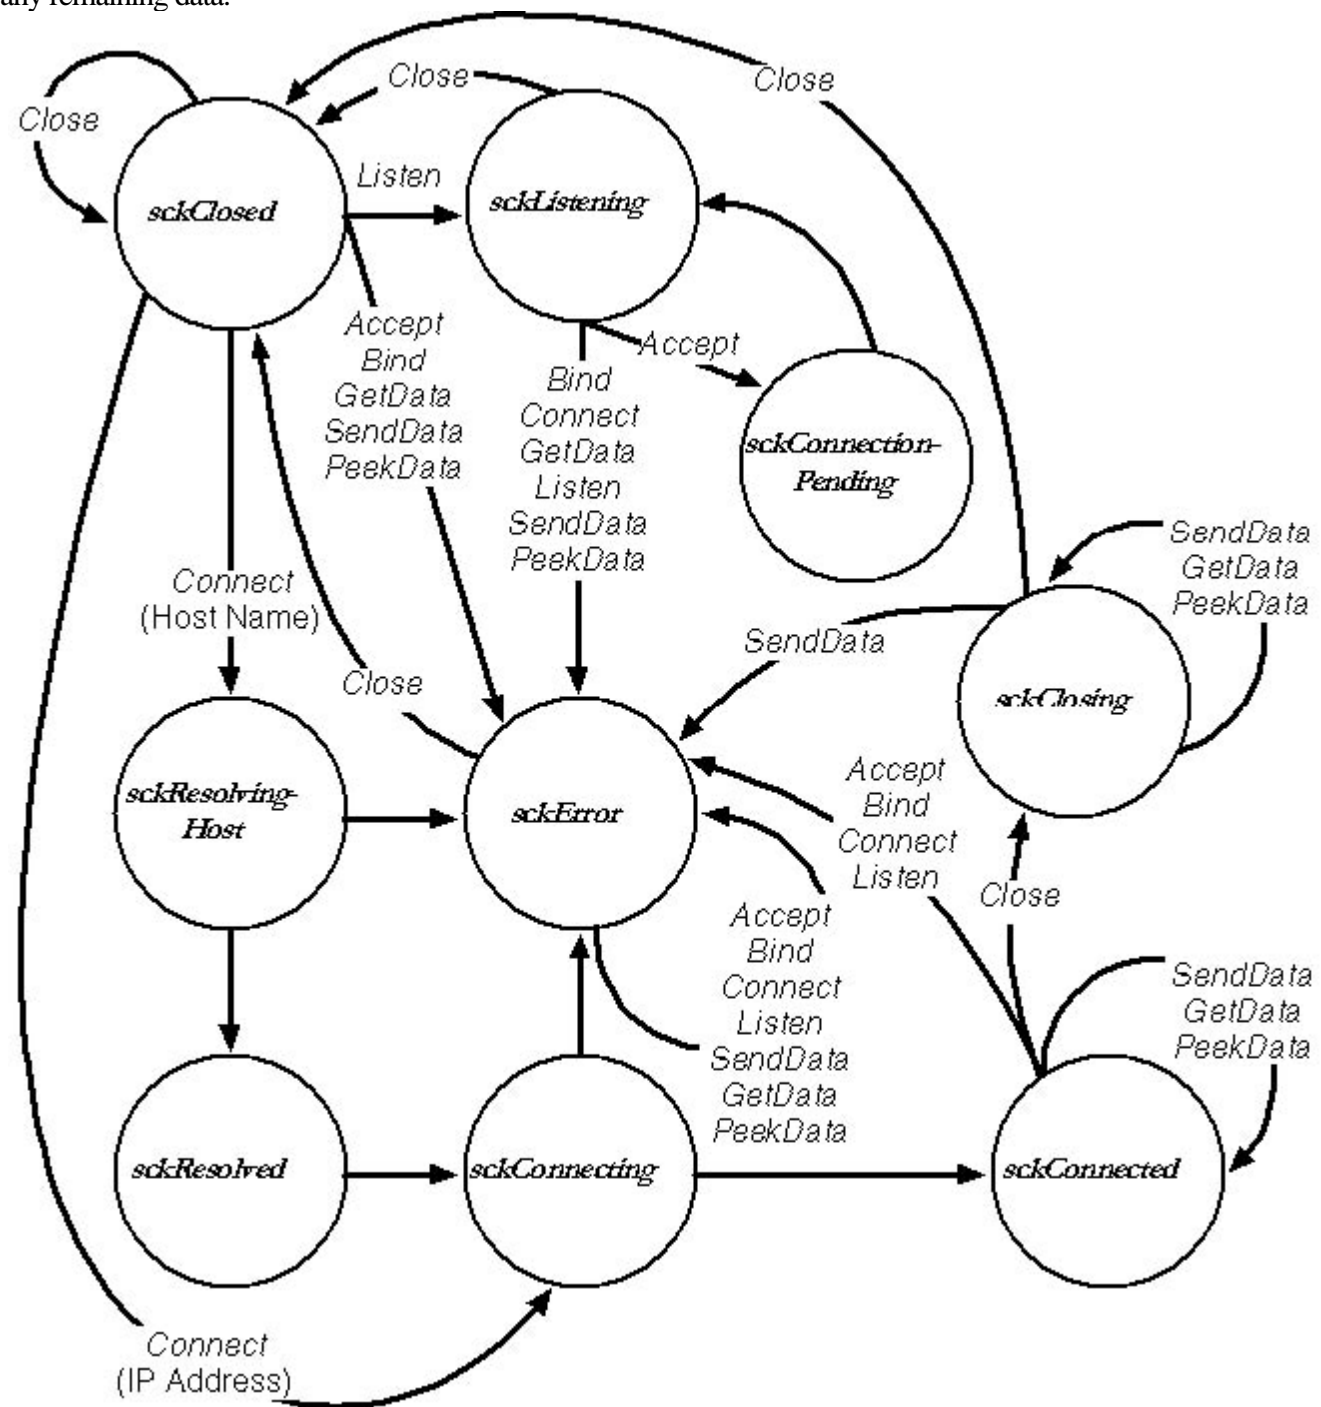 any remaining data.
Close
Close
Close
Listen
sckClosed
sckListening
Accept
Bind
GetData
SendData
PeekData
Accept
Bind
Connect
GetData
Listen
SendData
PeekData
sckConnection-
Pending
SendData
GetData
PeekData
Connect
(Host Name)
SendData
Close
sckClosing
sckResolving-
Host
sckError
Accept
Bind
Connect
Listen
Close
Accept
Bind
Connect
Listen
SendData
GetData
PeekData
SendData
GetData
PeekData
sckResolved
sckConnecting
sckConnected
Connect
(IP Address)